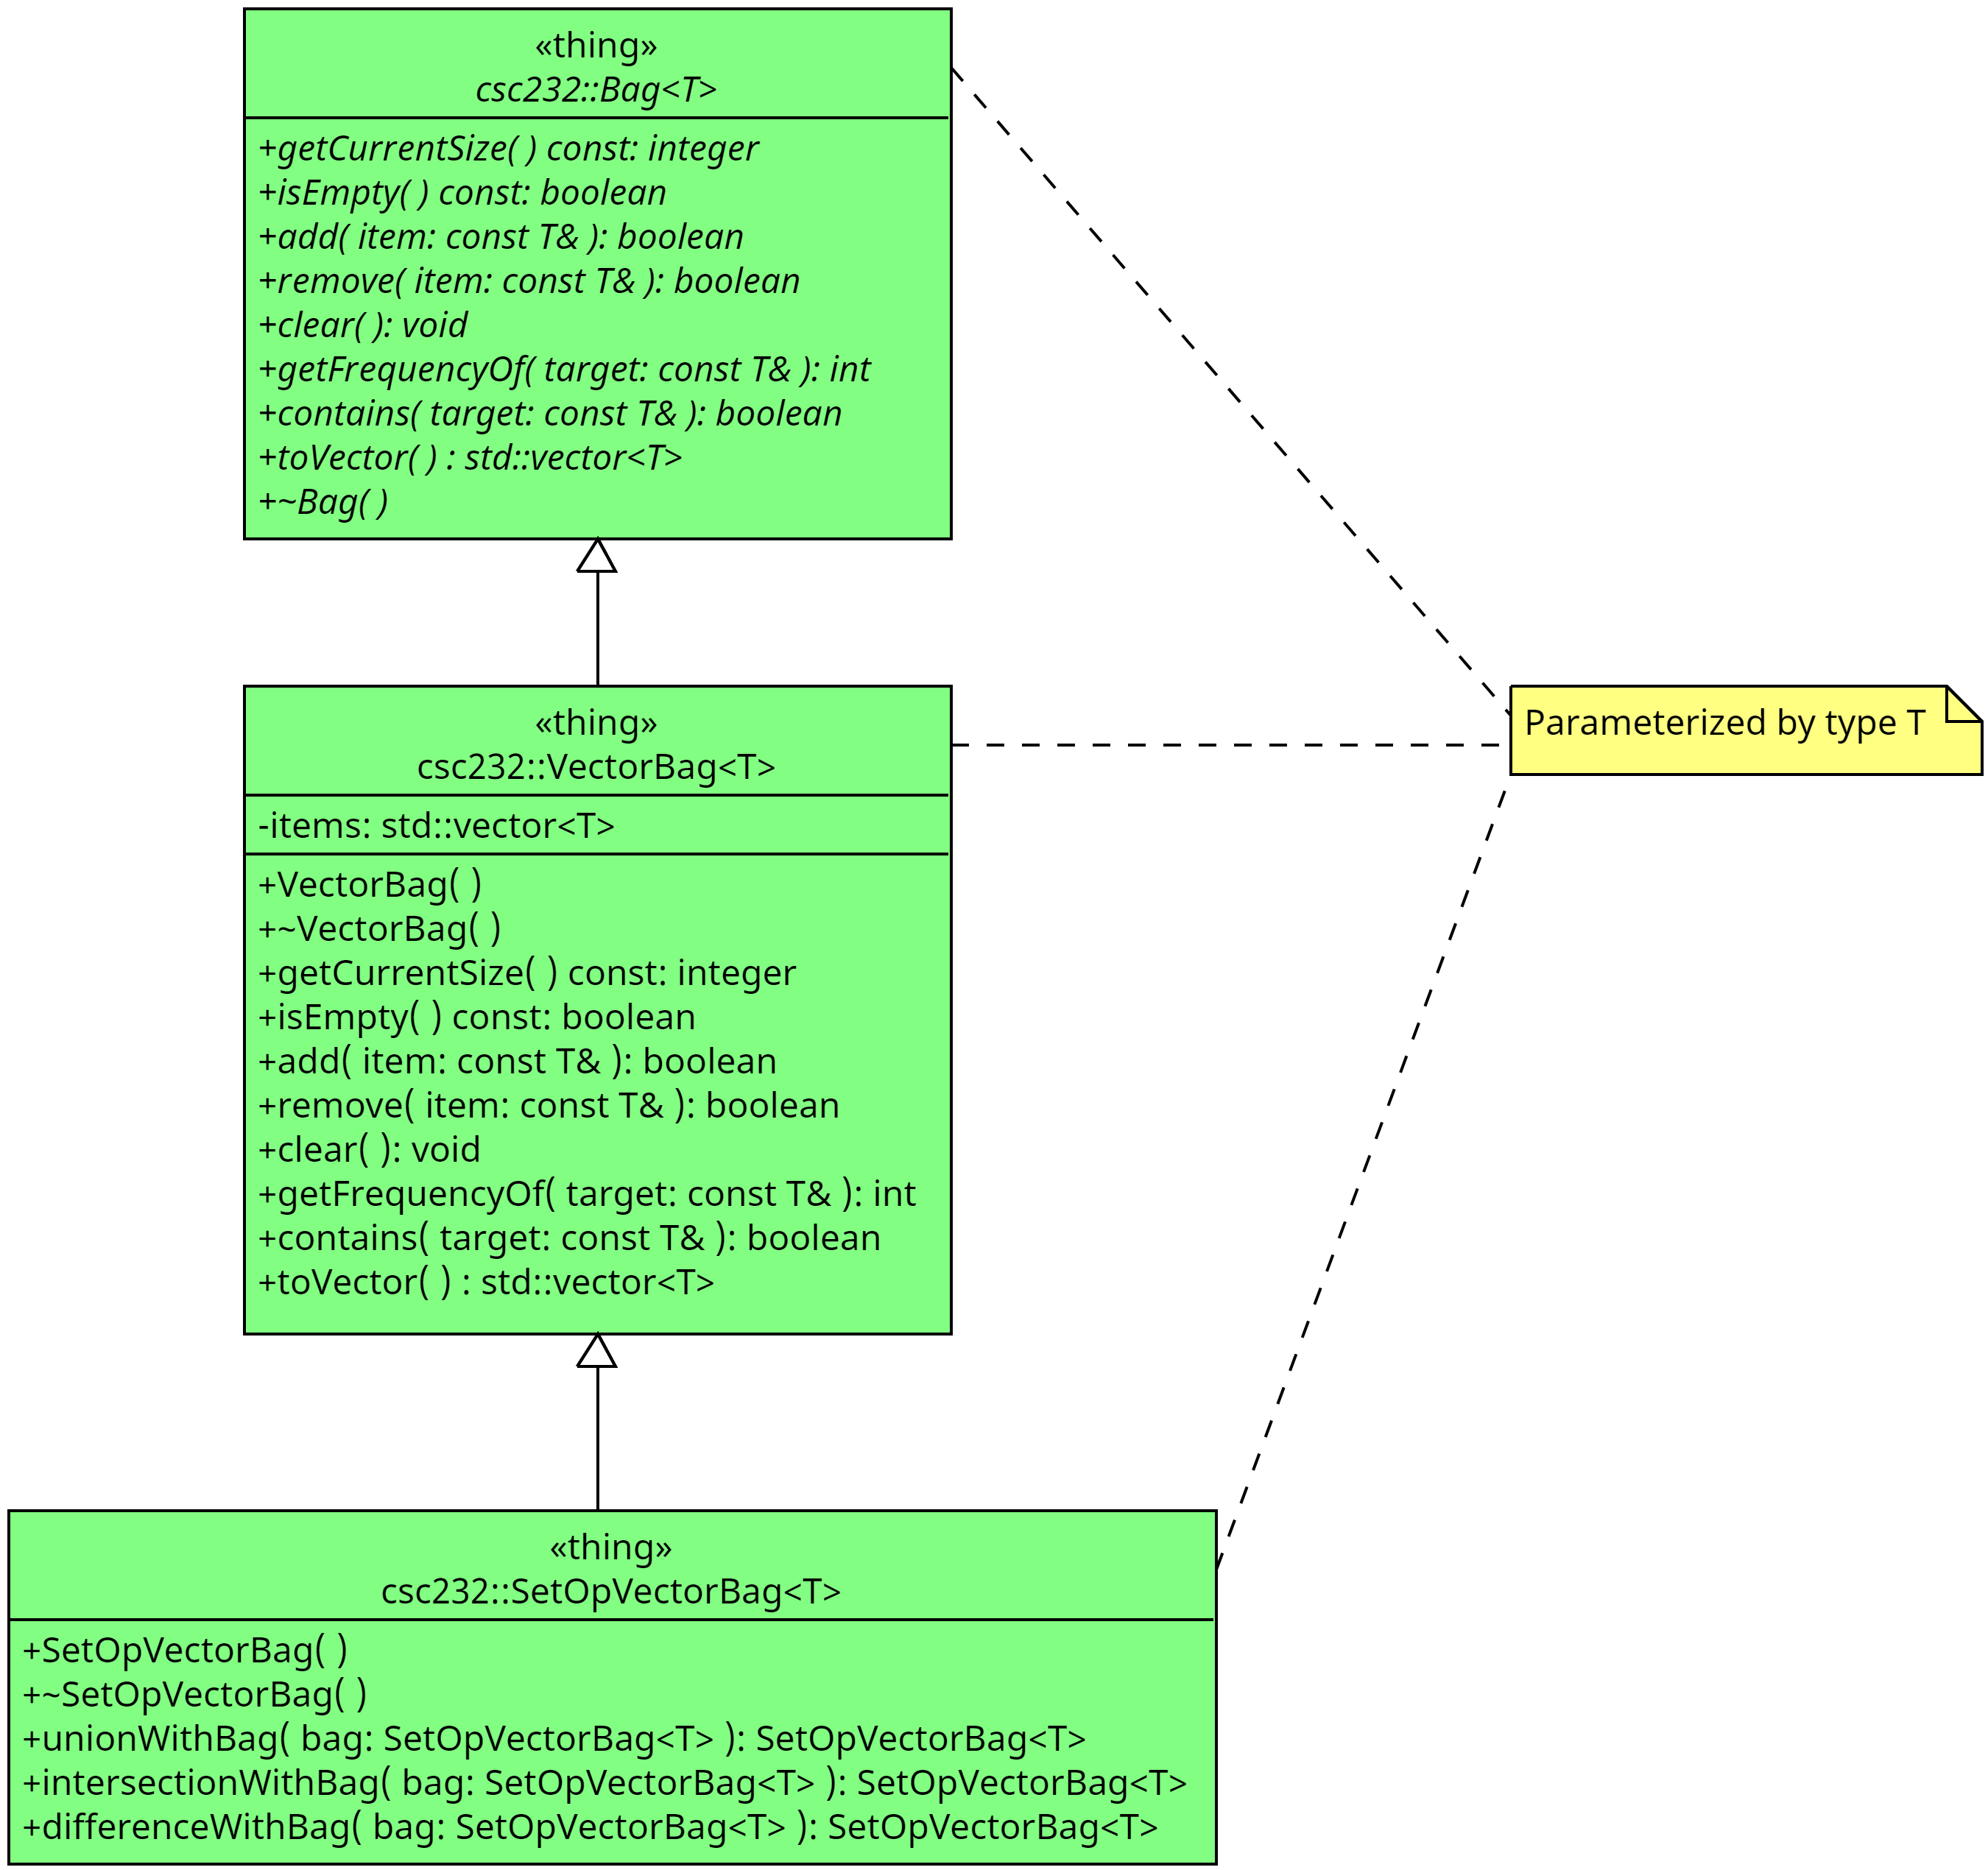 «thing»
csc232::Bag<T>
+getCurrentSize( ) const: integer
+isEmpty( ) const: boolean
+add( item: const T& ): boolean
+remove( item: const T& ): boolean
+clear( ): void
+getFrequencyOf( target: const T& ): int
+contains( target: const T& ): boolean
+toVector( ) : std::vector<T>
+~Bag( )
«thing»
csc232::VectorBag<T>
-items: std::vector<T>
+VectorBag( )
+~VectorBag( )
+getCurrentSize( ) const: integer
+isEmpty( ) const: boolean
+add( item: const T& ): boolean
+remove( item: const T& ): boolean
+clear( ): void
+getFrequencyOf( target: const T& ): int
+contains( target: const T& ): boolean
+toVector( ) : std::vector<T>
Parameterized by type T
«thing»
csc232::SetOpVectorBag<T>
+SetOpVectorBag( )
+~SetOpVectorBag( )
+unionWithBag( bag: SetOpVectorBag<T> ): SetOpVectorBag<T>
+intersectionWithBag( bag: SetOpVectorBag<T> ): SetOpVectorBag<T>
+differenceWithBag( bag: SetOpVectorBag<T> ): SetOpVectorBag<T>